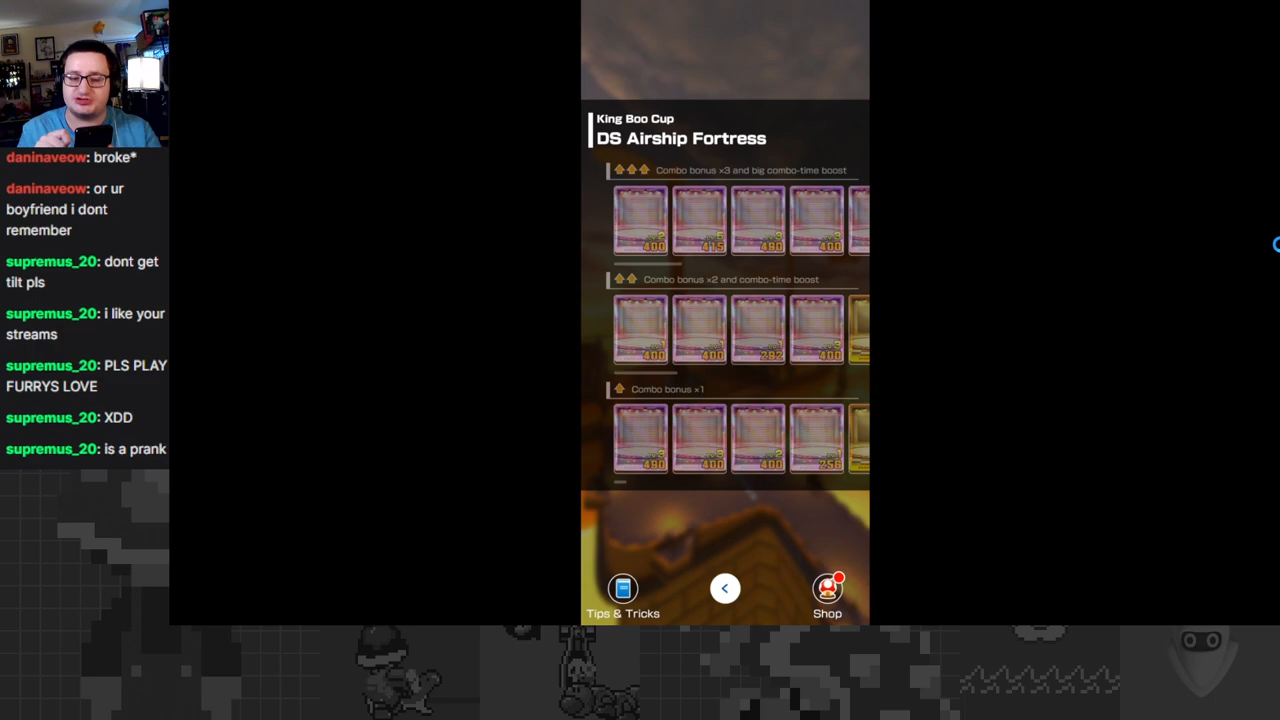 daninaveow: broke*
daninaveow: or ur
boyfriend i dont
remember
supremus_20: dont get
tilt pls
supremus_20: i like your
streams
supremus_20: PLS PLAY
FURRYS LOVE
supremus_20: XDD
supremus_20: is a prank
King Boo Cup
DS Airship Fortress
Combo bonus ×3 and big combo-time boost
400
415
490
400
Combo bonus ×2 and combo-time boost
400
400
292
400
Combo bonus ×1
490
400
400
256
Tips & Tricks
Shop